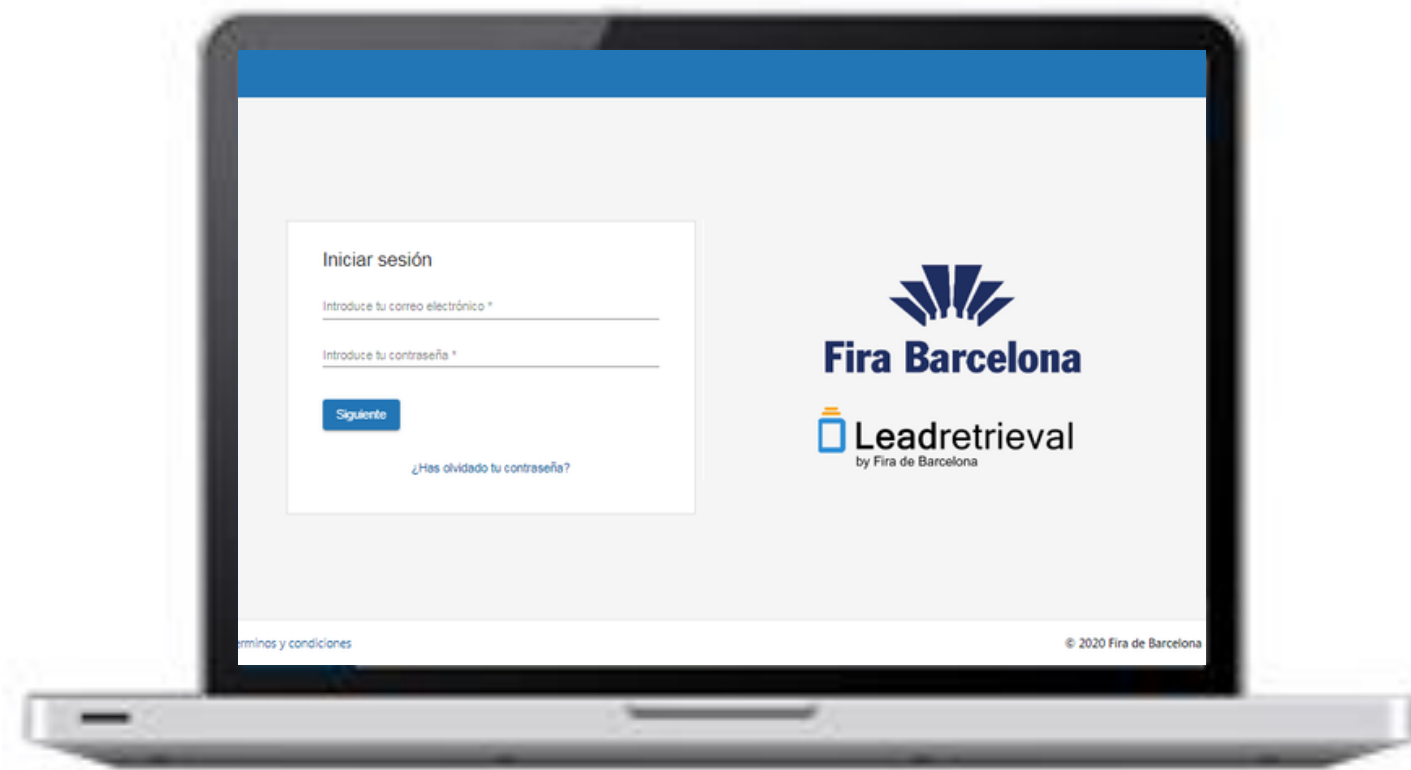 Iniciar sesión
Introduce tu correo electrónico *
Introduce tu contraseña *
Siguiente
¿Has olvidado tu contraseña?
Fira Barcelona
Leadretrieval
by Fira de Barcelona
y condiciones
© 2020 Fira de Barcelona